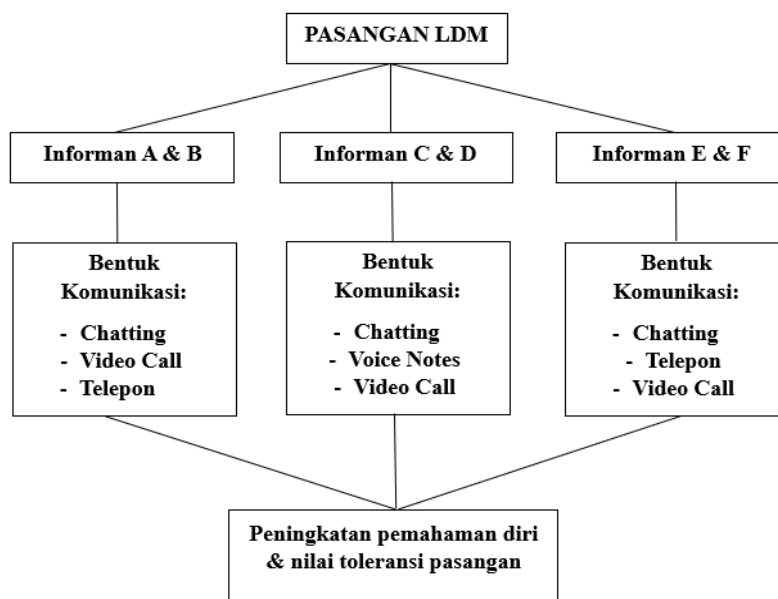 PASANGAN LDM
Informan A & B
Informan C & D
Informan E & F
Bentuk
Komunikasi:
- Chatting
- Video Call
- Telepon
Bentuk
Komunikasi:
- Chatting
- Voice Notes
- Video Call
Bentuk
Komunikasi:
- Chatting
- Telepon
- Video Call
Peningkatan pemahaman diri
& nilai toleransi pasangan